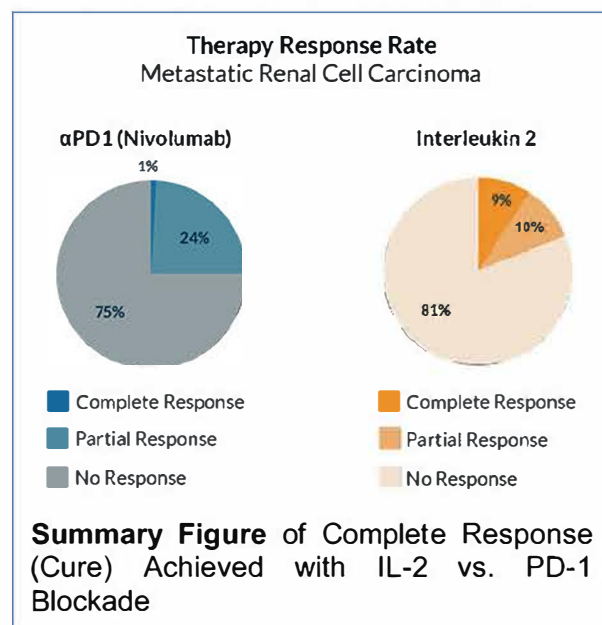 Therapy Response Rate
Metastatic Renal Cell Carcinoma
αPD1 (Nivolumab)
1%
24%
75%
Complete Response
Partial Response
No Response
Interleukin 2
9%
10%
81%
Complete Response
Partial Response
No Response
Summary Figure of Complete Response
(Cure) Achieved with IL-2 vs. PD-1
Blockade